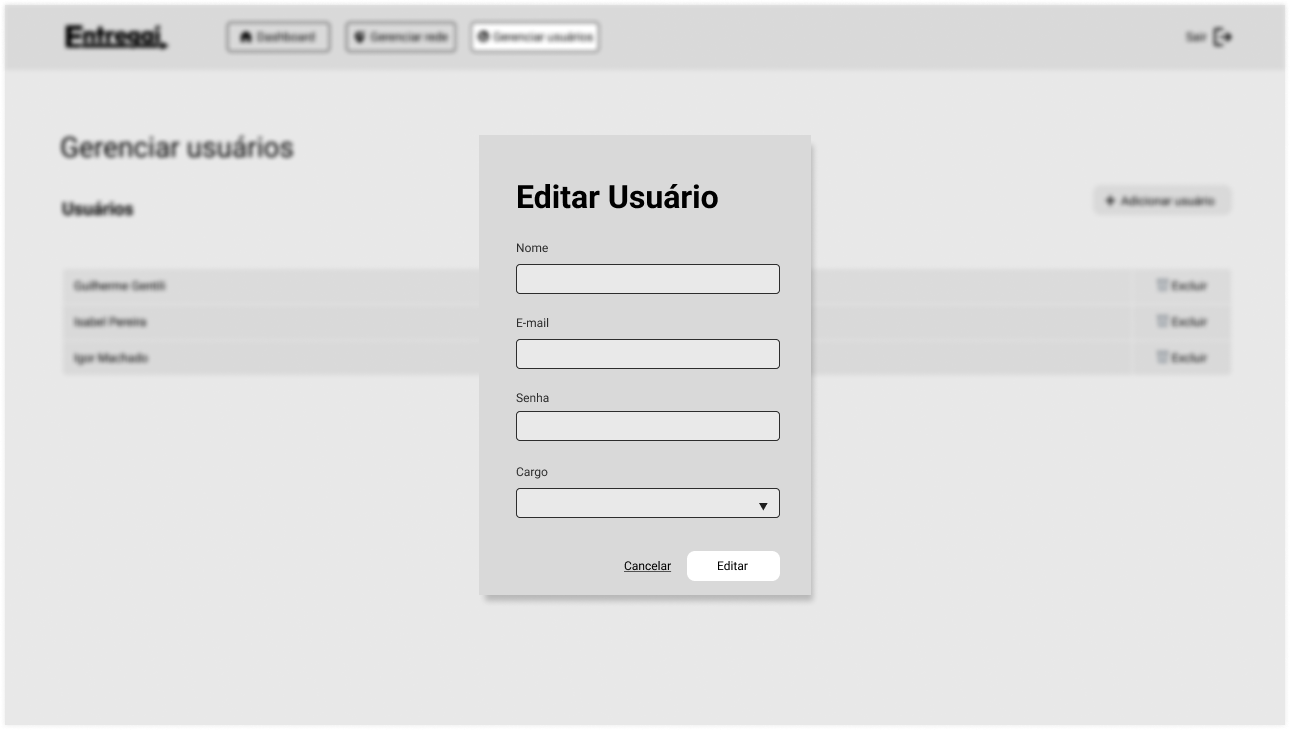 Entreggi.
Dashboard
Gerenciar rede
Gerenciar usuários
Sair
Gerenciar usuários
Usuários
+ Adicionar usuário
Guilherme Gentili
Excluir
Isabel Pereira
Excluir
Igor Machado
Excluir
Editar Usuário
Nome
E-mail
Senha
Cargo
Cancelar
Editar